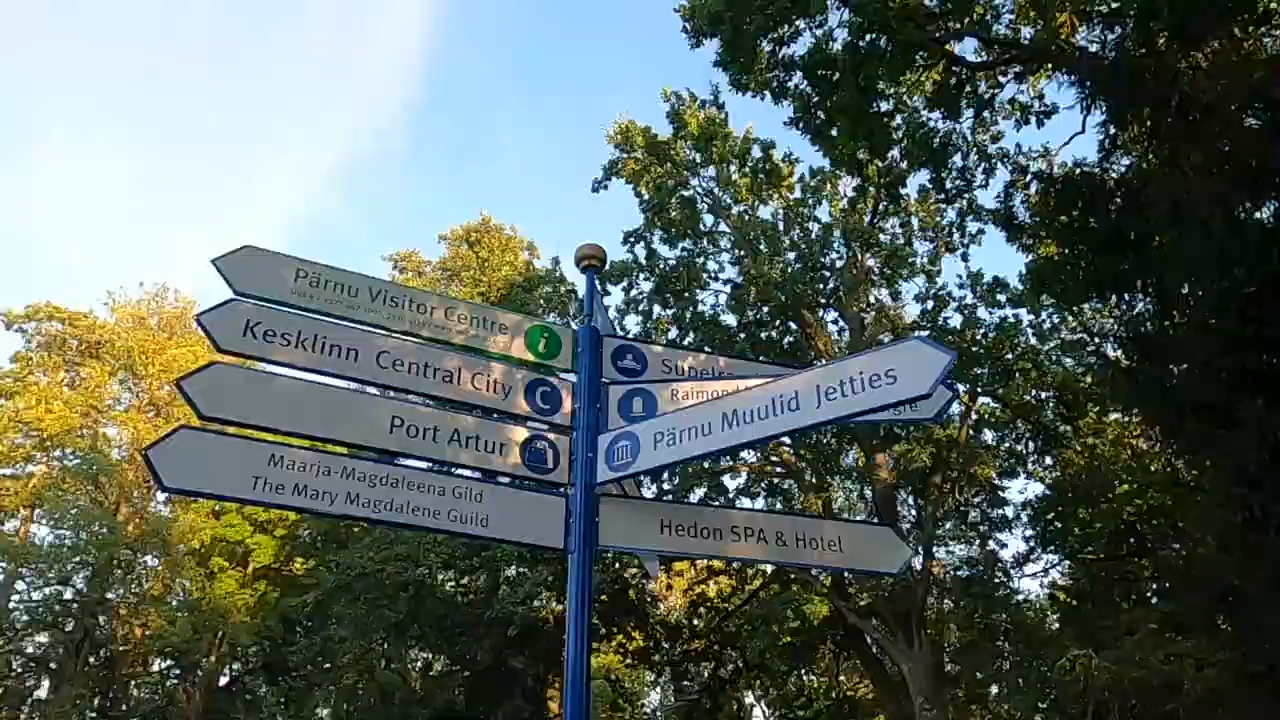 Pärnu Visitor Centre
i
Kesklinn Central City
C
Port Artur
Maarja-Magdaleena Gild
The Mary Magdalene Guild
Pärnu Muulid Jetties
Hedon SPA & Hotel